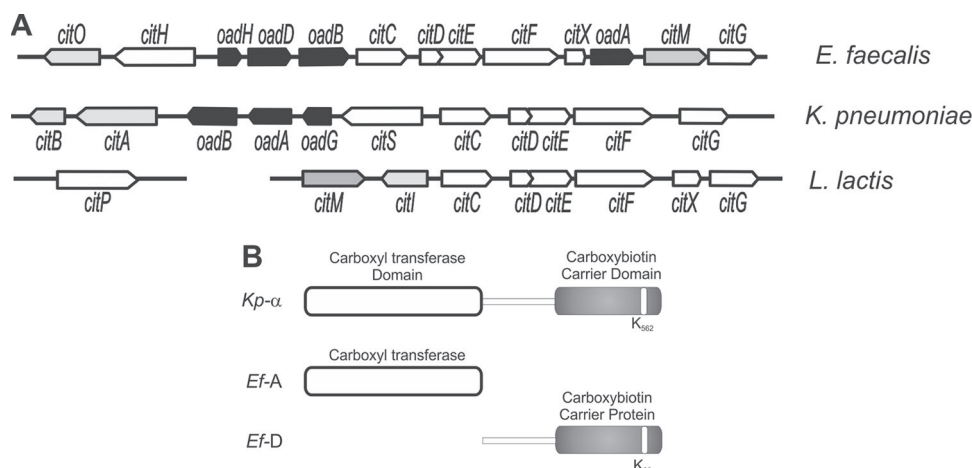 A
citO citH oadH oadD oadB citC citD citE citF citX oadA citM citG
E. faecalis
K. pneumoniae
citB citA oadB oadA oadG citS citC citD citE citF citG
L. lactis
citP citM citI citC citD citE citF citX citG
B
Carboxyl transferase
Domain
Carboxybiotin
Carrier Domain
Kp-α
K562
Carboxyl transferase
Ef-A
Carboxybiotin
Carrier Protein
Ef-D